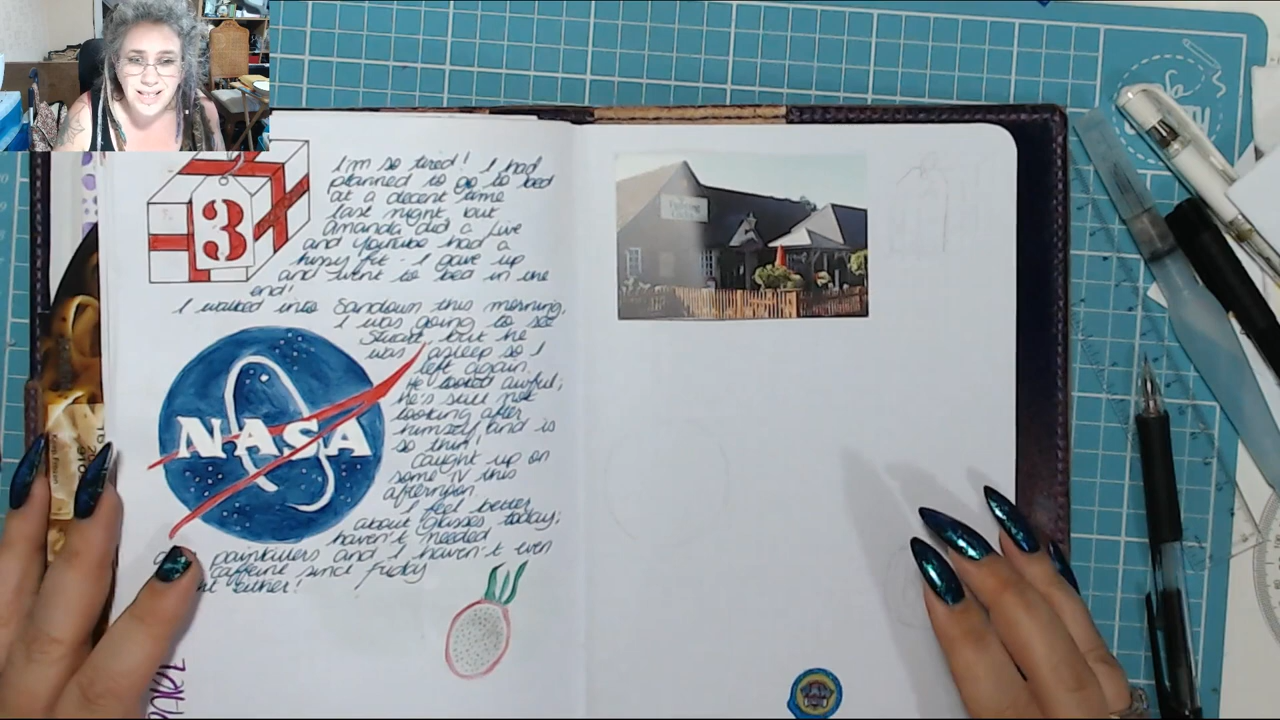 3
I'm so tired! I had
planned to go to bed
at a decent time
last night, but
Amanda did a Live
and YouTube had a
hissy fit. I gave up
and went to bed in the
end!
I walked into Sandown this morning,
I was going to see
Stuart but he
was asleep so I
left again.
He looked awful;
he's still not
looking after
himself and is
so thin!
Caught up on
some TV this
afternoon.
I feel better
about glasses today;
haven't needed
painkillers and I haven't even
caffeine since Friday
either!
NASA